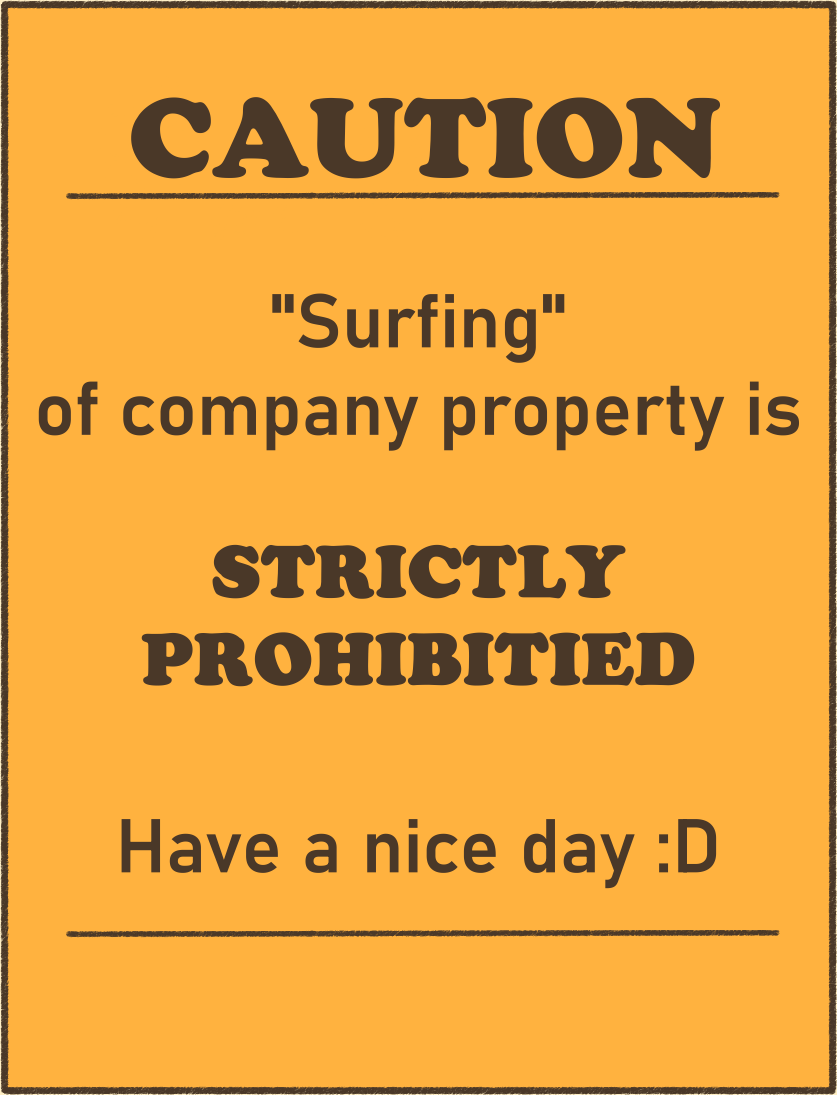 CAUTION
"Surfing"
of company property is
STRICTLY
PROHIBITIED
Have a nice day :D